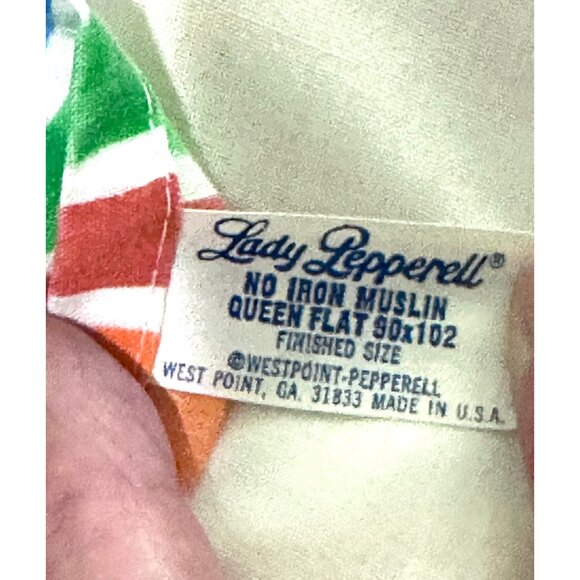 Lady Pepperell®
NO IRON MUSLIN
QUEEN FLAT 90x102
FINISHED SIZE
©WESTPOINT-PEPPERELL
WEST POINT, GA. 31833 MADE IN U.S.A.